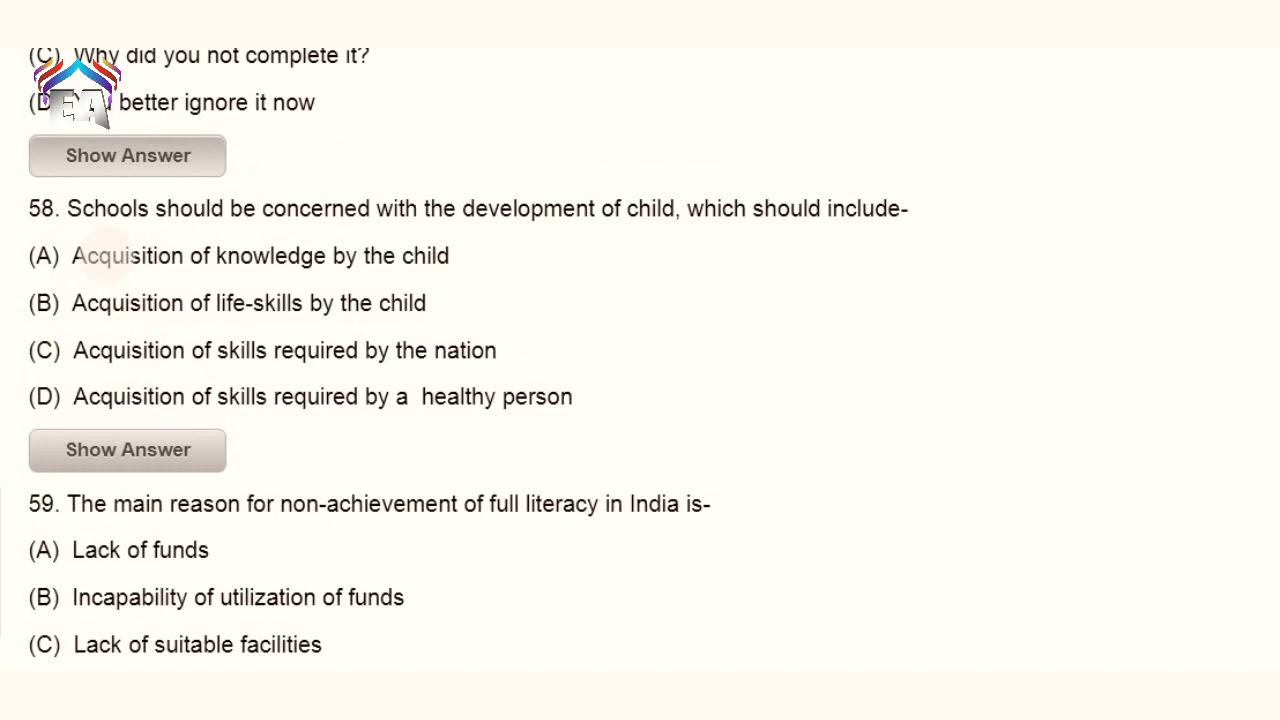 (C) Why did you not complete it?
EA
(D) better ignore it now
Show Answer
58. Schools should be concerned with the development of child, which should include-
(A) Acquisition of knowledge by the child
(B) Acquisition of life-skills by the child
(C) Acquisition of skills required by the nation
(D) Acquisition of skills required by a healthy person
Show Answer
59. The main reason for non-achievement of full literacy in India is-
(A) Lack of funds
(B) Incapability of utilization of funds
(C) Lack of suitable facilities